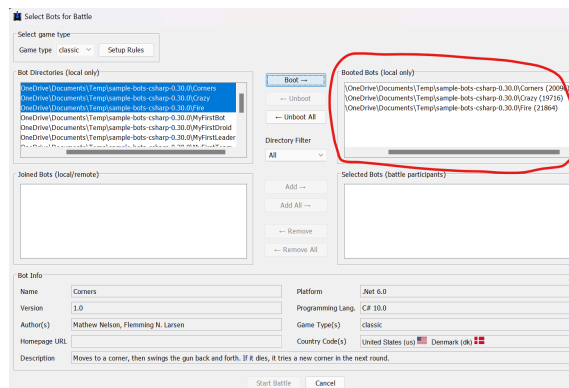 Select Bots for Battle
Select game type
Game type classic Setup Rules
Bot Directories (local only)
OneDrive\Documents\Temp\sample-bots-csharp-0.30.0\Corners
OneDrive\Documents\Temp\sample-bots-csharp-0.30.0\Crazy
OneDrive\Documents\Temp\sample-bots-csharp-0.30.0\Fire
OneDrive\Documents\Temp\sample-bots-csharp-0.30.0\MyFirstBot
OneDrive\Documents\Temp\sample-bots-csharp-0.30.0\MyFirstDroid
OneDrive\Documents\Temp\sample-bots-csharp-0.30.0\MyFirstLeader
OneDrive\Documents\Temp\sample-bots-csharp-0.30.0\MyFirstTeam
Boot →
← Unboot
← Unboot All
Directory Filter
All
Booted Bots (local only)
\OneDrive\Documents\Temp\sample-bots-csharp-0.30.0\Corners
\OneDrive\Documents\Temp\sample-bots-csharp-0.30.0\Crazy (19716)
\OneDrive\Documents\Temp\sample-bots-csharp-0.30.0\Fire (21864)
Joined Bots (local/remote)
Add →
Add All →
← Remove
← Remove All
Selected Bots (battle participants)
Bot Info
Name Corners
Platform .Net 6.0
Version 1.0
Programming Lang. C# 10.0
Author(s) Mathew Nelson, Flemming N. Larsen
Game Type(s) classic
Homepage URL
Country Code(s) United States (us) Denmark (dk)
Description Moves to a corner, then swings the gun back and forth. If it dies, it tries a new corner in the next round.
Start Battle Cancel